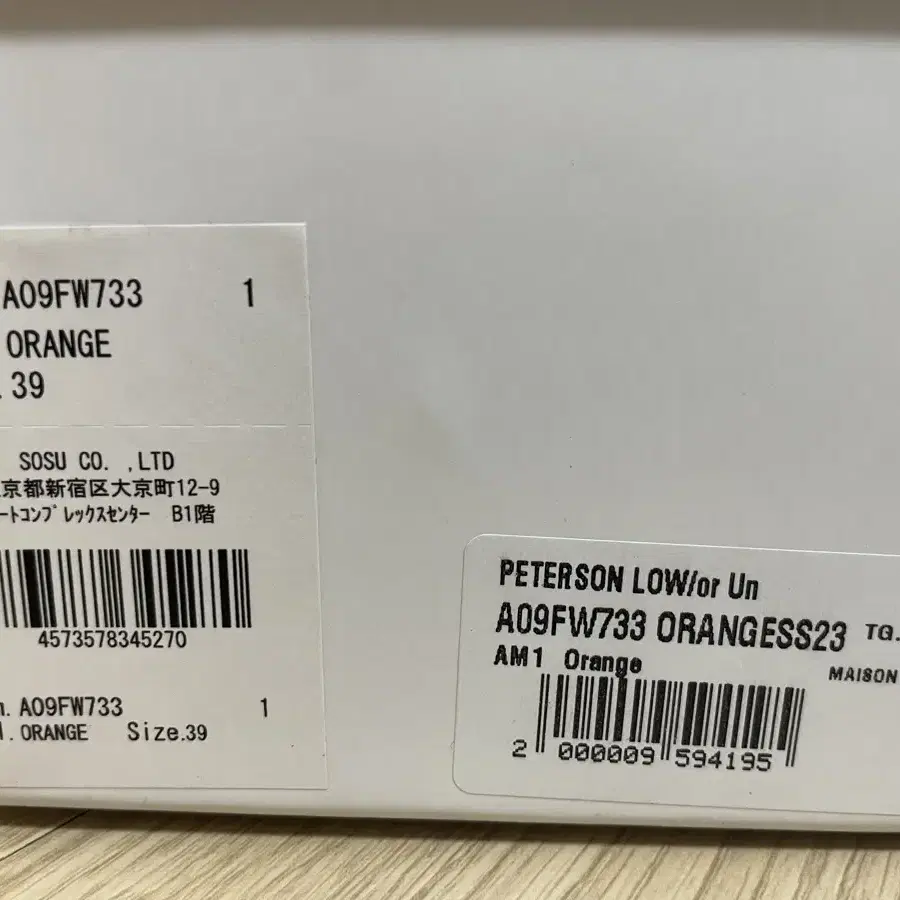 A09FW733 1
ORANGE
. 39
SOSU CO. ,LTD
京都新宿区大京町12-9
ートコンプレックスセンター B1階
4573578345270
. A09FW733 1
. ORANGE Size.39
PETERSON LOW/or Un
A09FW733 ORANGESS23 TG.
AM1 Orange
MAISON
2 000009 594195